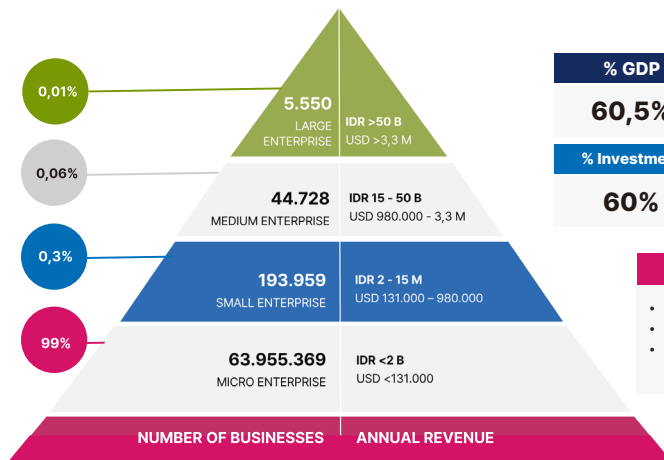 0,01%
5.550
LARGE
ENTERPRISE
IDR >50 B
USD >3,3 M
% GDP
60,5%
0,06%
44.728
MEDIUM ENTERPRISE
IDR 15 - 50 B
USD 980.000 - 3,3 M
% Investme
60%
0,3%
193.959
SMALL ENTERPRISE
IDR 2 - 15 M
USD 131.000 – 980.000
99%
63.955.369
MICRO ENTERPRISE
IDR <2 B
USD <131.000
NUMBER OF BUSINESSES
ANNUAL REVENUE